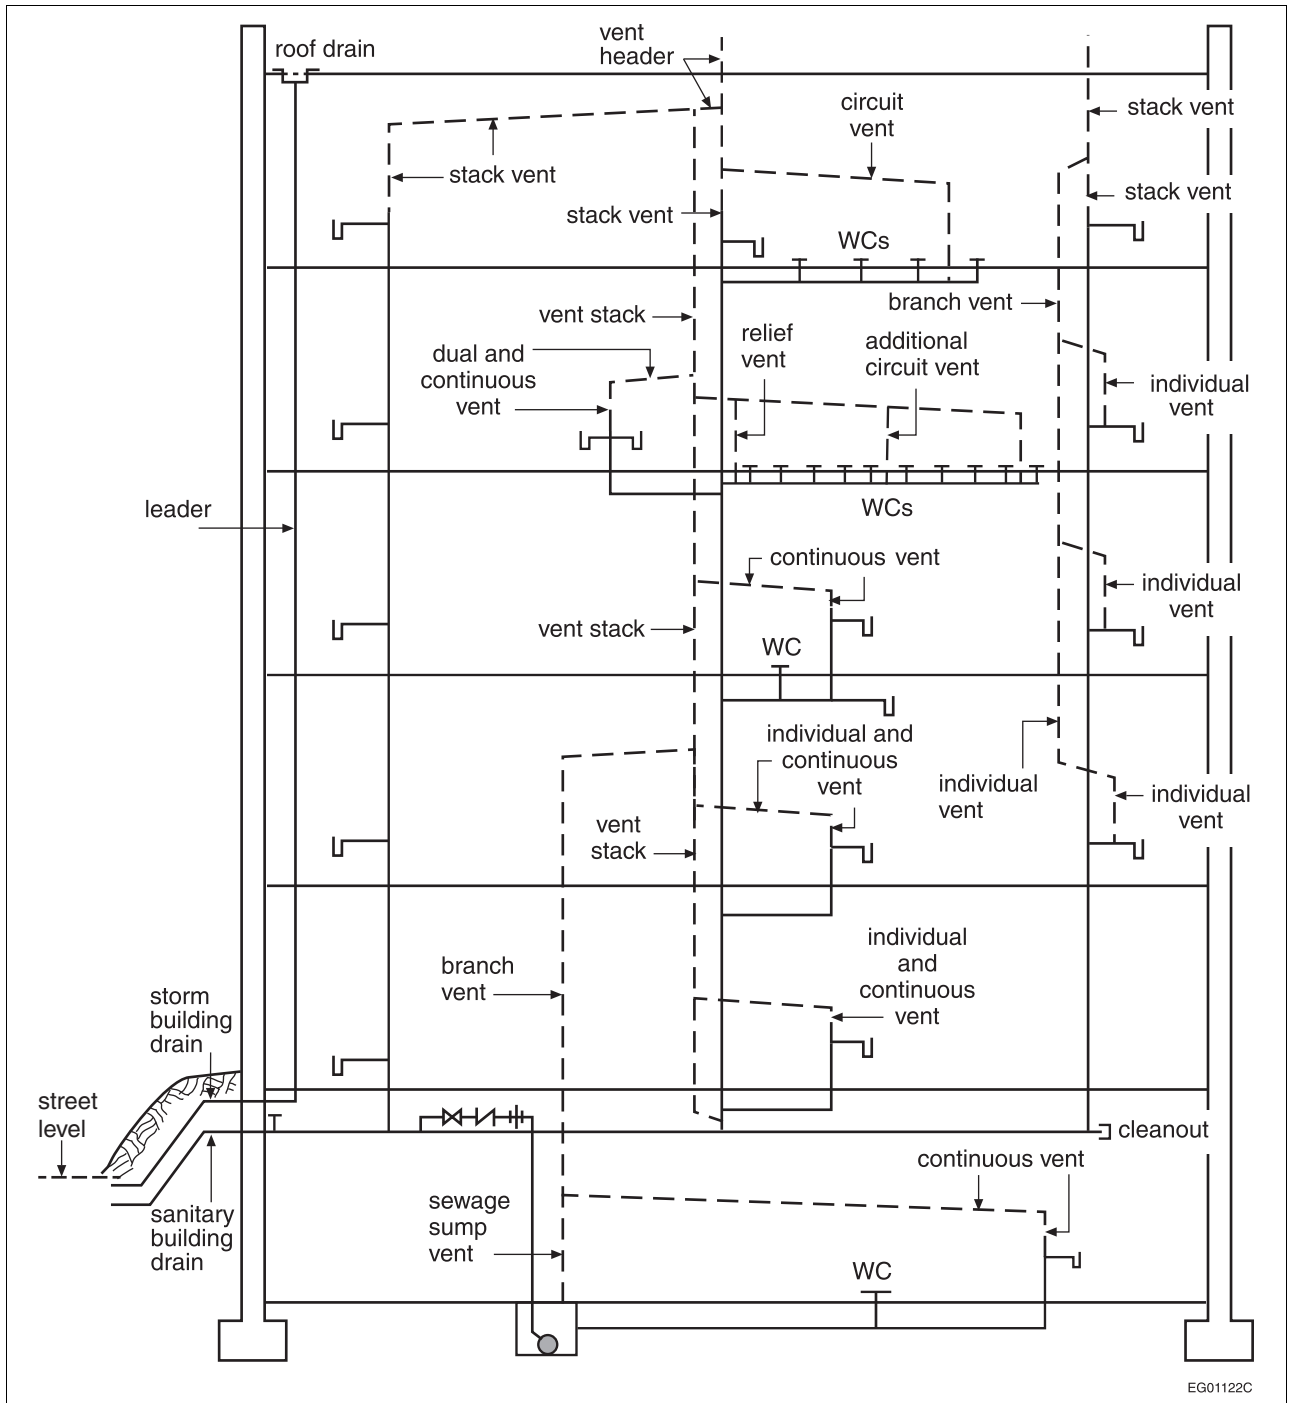 roof drain
vent
header
circuit
vent
stack vent
stack vent
stack vent
stack vent
WCs
branch vent
vent stack
relief
vent
additional
circuit vent
dual and
continuous
vent
individual
vent
leader
WCs
continuous vent
individual
vent
vent stack
WC
individual and
continuous
vent
individual
vent
individual
vent
vent
stack
individual
and
continuous
vent
branch
vent
storm
building
drain
street
level
cleanout
continuous vent
sewage
sump
vent
sanitary
building
drain
WC
EG01122C